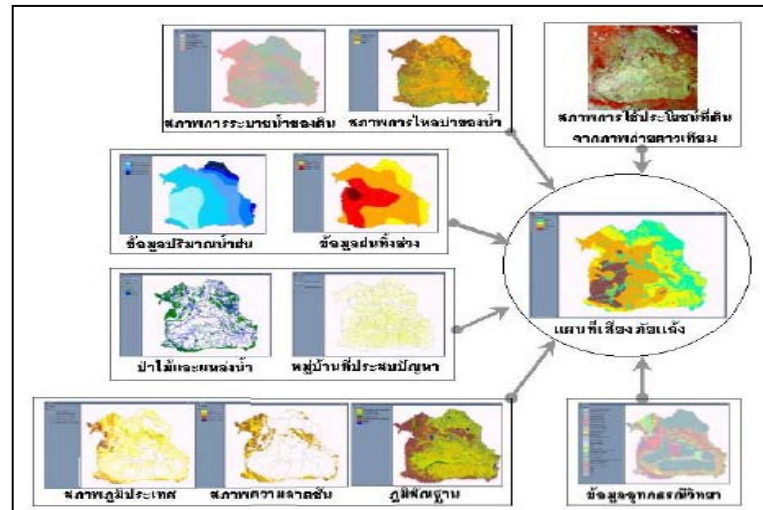 สภาพการระบายน้ำของดิน
สภาพการไหลบ่าของน้ำ
สภาพการใช้ประโยชน์ที่ดิน
จากภาพถ่ายดาวเทียม
ข้อมูลปริมาณน้ำฝน
ข้อมูลฝนทิ้งช่วง
แผนที่เสี่ยงภัยแล้ง
ป่าไม้และแหล่งน้ำ
หมู่บ้านที่ประสบปัญหา
สภาพภูมิประเทศ
สภาพความลาดชัน
ภูมิสัณฐาน
ข้อมูลอุทกธรณีวิทยา